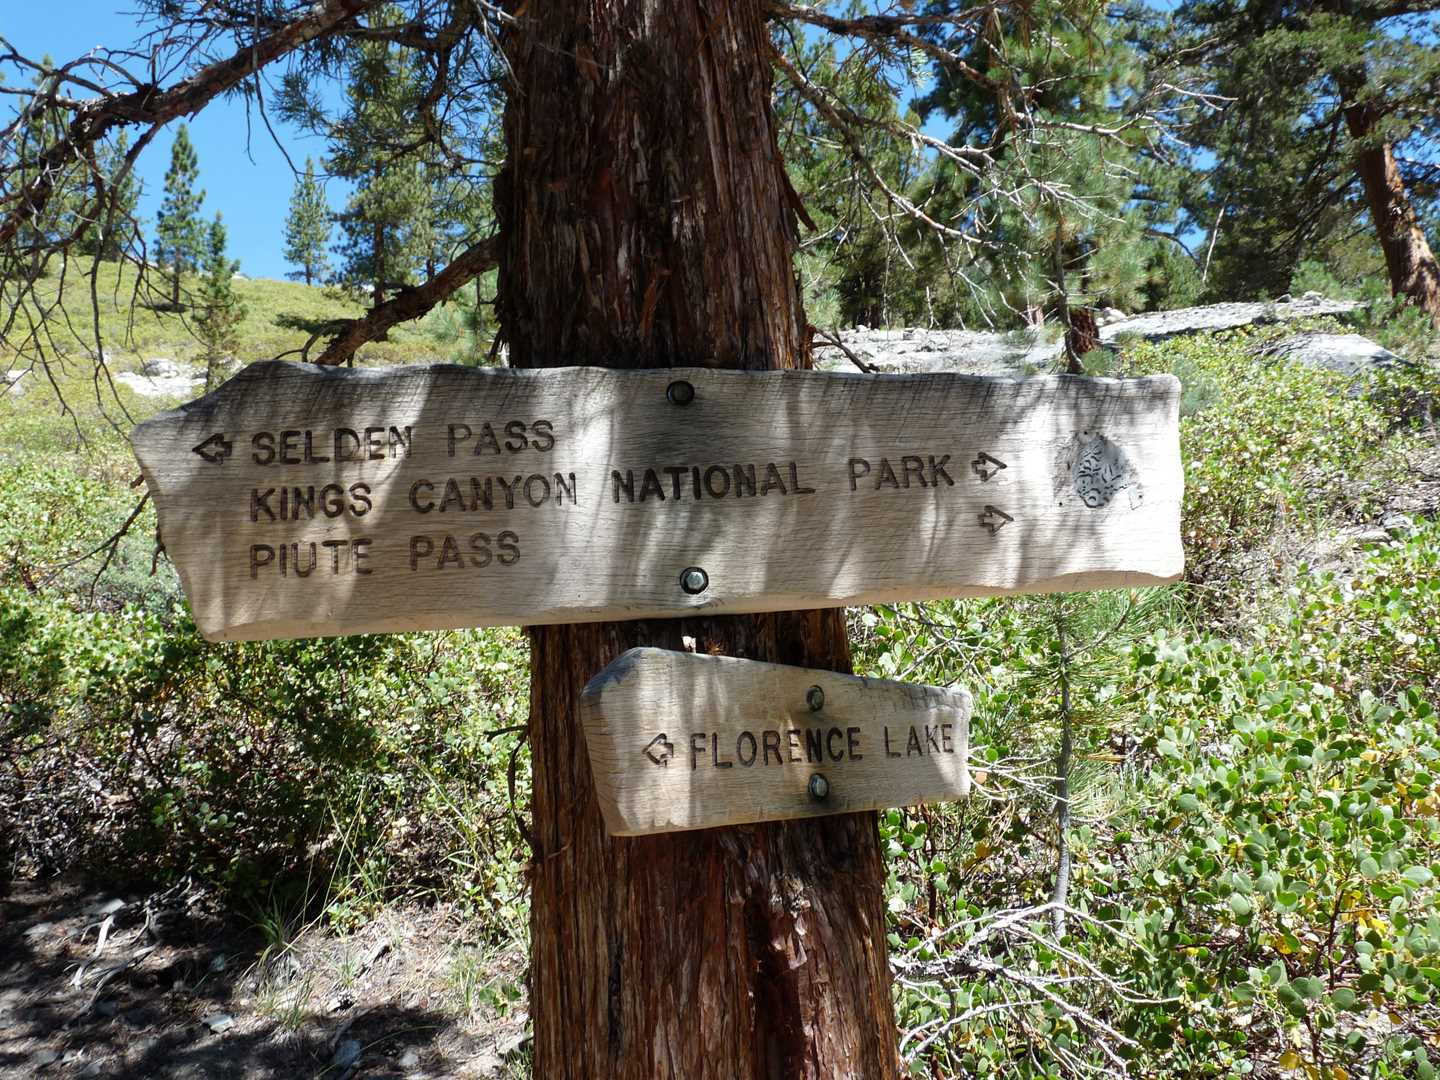 SELDEN PASS
KINGS CANYON NATIONAL PARK
PIUTE PASS
FLORENCE LAKE